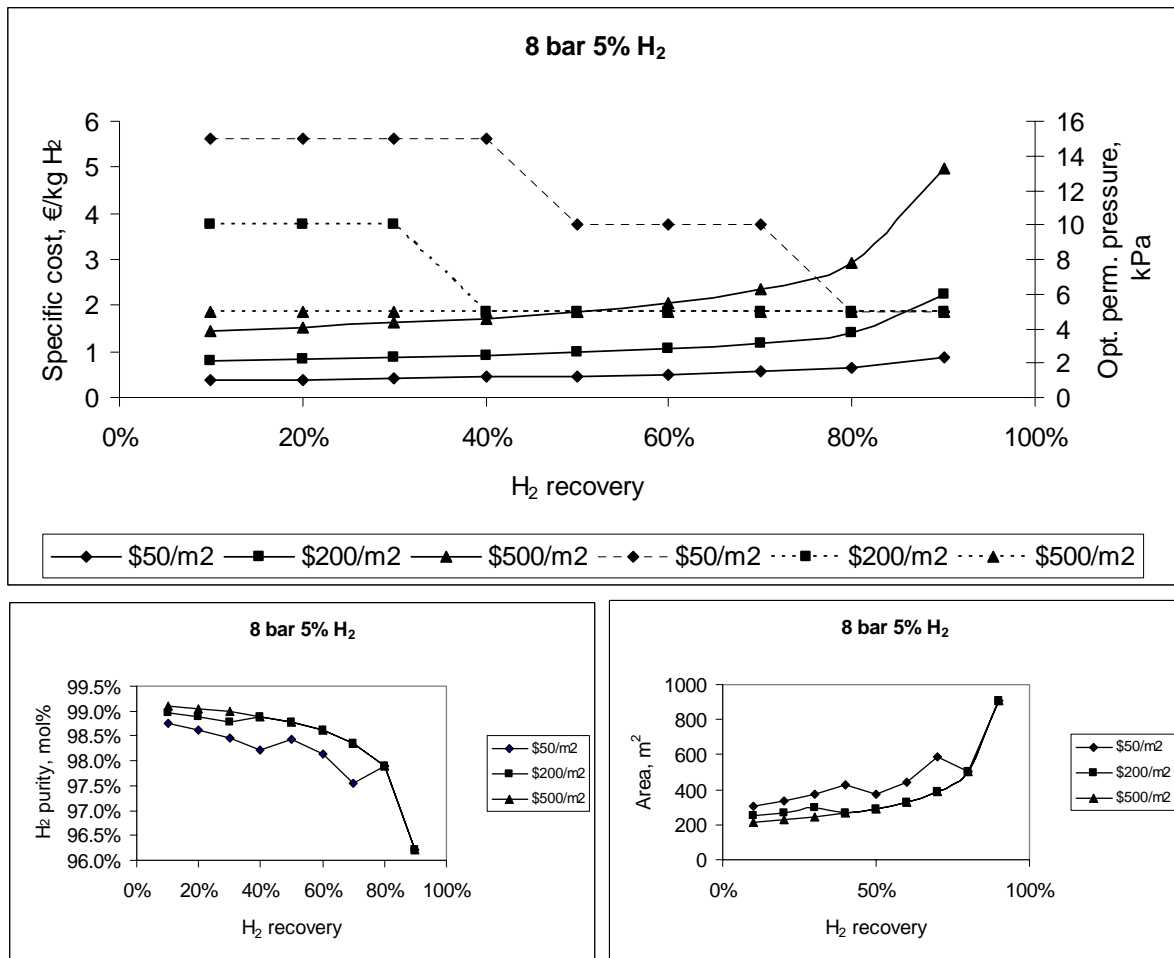 8 bar 5% H₂
Specific cost, €/kg H₂
6
5
4
3
2
1
0
16
14
12
10
8
6
4
2
0
Opt. perm. pressure,
kPa
0% 20% 40% 60% 80% 100%
H₂ recovery
$50/m2 $200/m2 $500/m2 $50/m2 $200/m2 $500/m2
8 bar 5% H₂
H₂ purity, mol%
99.5%
99.0%
98.5%
98.0%
97.5%
97.0%
96.5%
96.0%
0% 20% 40% 60% 80% 100%
H₂ recovery
$50/m2
$200/m2
$500/m2
8 bar 5% H₂
Area, m²
1000
800
600
400
200
0
0% 50% 100%
H₂ recovery
$50/m2
$200/m2
$500/m2